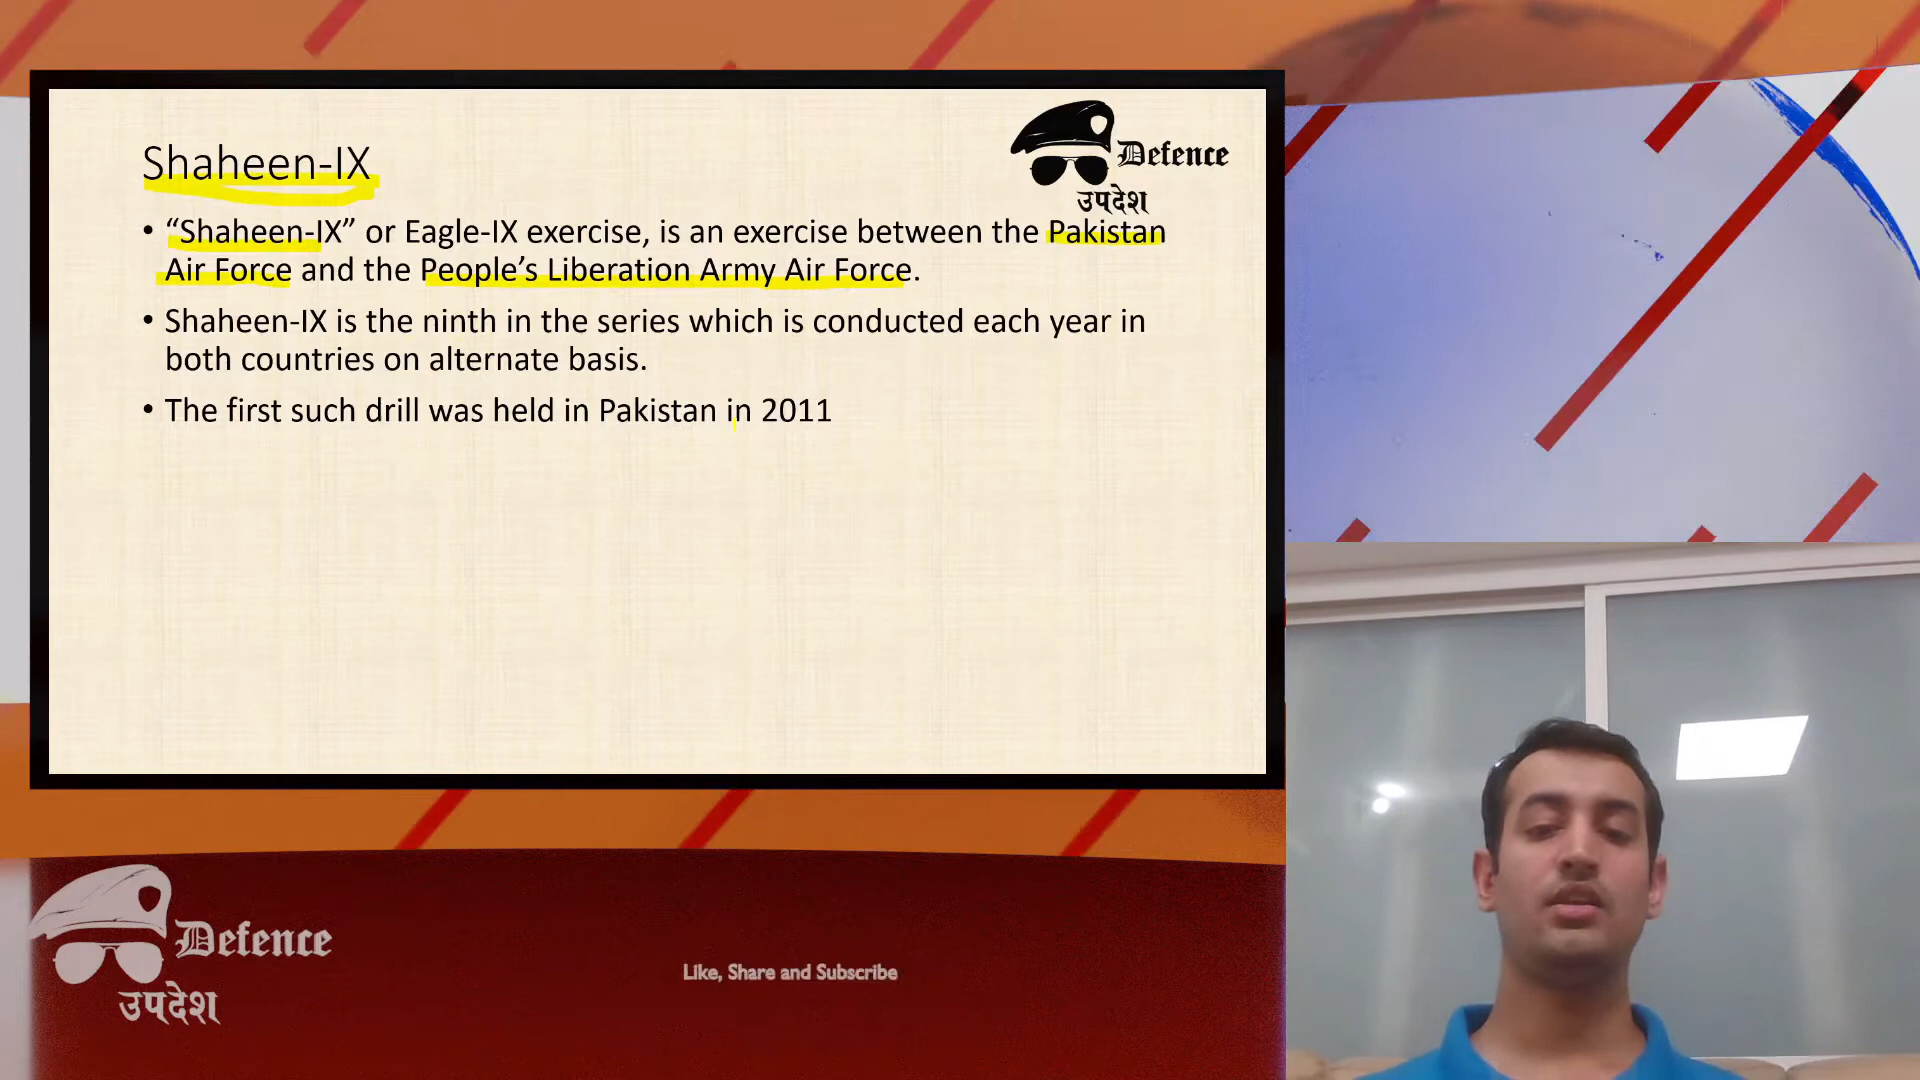 Defence
उपदेश
Shaheen-IX
• “Shaheen-IX” or Eagle-IX exercise, is an exercise between the Pakistan
Air Force and the People’s Liberation Army Air Force.
• Shaheen-IX is the ninth in the series which is conducted each year in
both countries on alternate basis.
• The first such drill was held in Pakistan in 2011
Defence
उपदेश
Like, Share and Subscribe